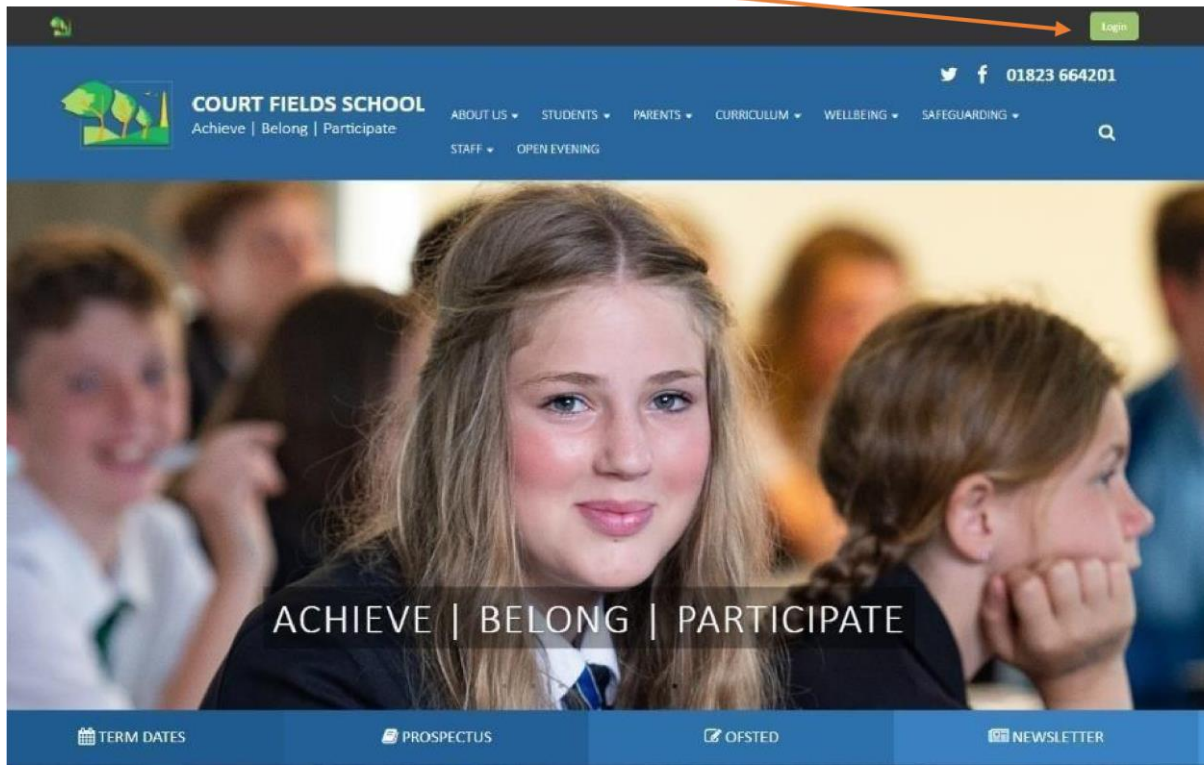 Login
01823 664201
COURT FIELDS SCHOOL
Achieve | Belong | Participate
ABOUT US STUDENTS PARENTS CURRICULUM WELLBEING SAFEGUARDING
STAFF OPEN EVENING
ACHIEVE | BELONG | PARTICIPATE
TERM DATES PROSPECTUS OFSTED NEWSLETTER